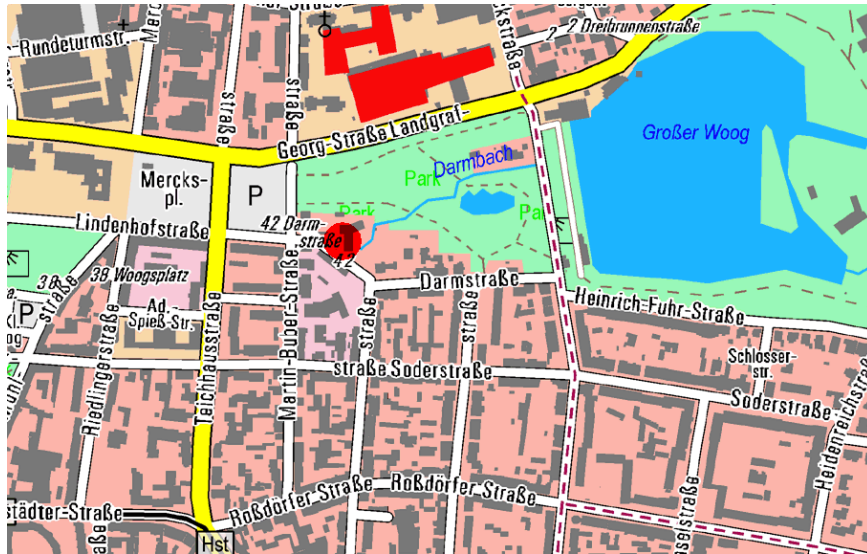 -Rundeturmstr.
straße
straße
2 2 Dreibrunnenstraße
Georg-Straße Landgraf-
Großer Woog
Darmbach
Park
Mercks-
pl.
P
Park
Lindenhofstraße
42 Darm-
straße
42
38 Woogsplatz
38
straße
Darmstraße
Heinrich-Fuhr-Straße
P
Ad.
Spieß-Str.
Riedlingerstraße
Teichhausstraße
Martin-Buber-Straße
straße
straße
Schlosser-
str.
straße Soderstraße
Soderstraße
Roßdörfer Straße
Roßdörfer Straße
städter-Straße
Hst